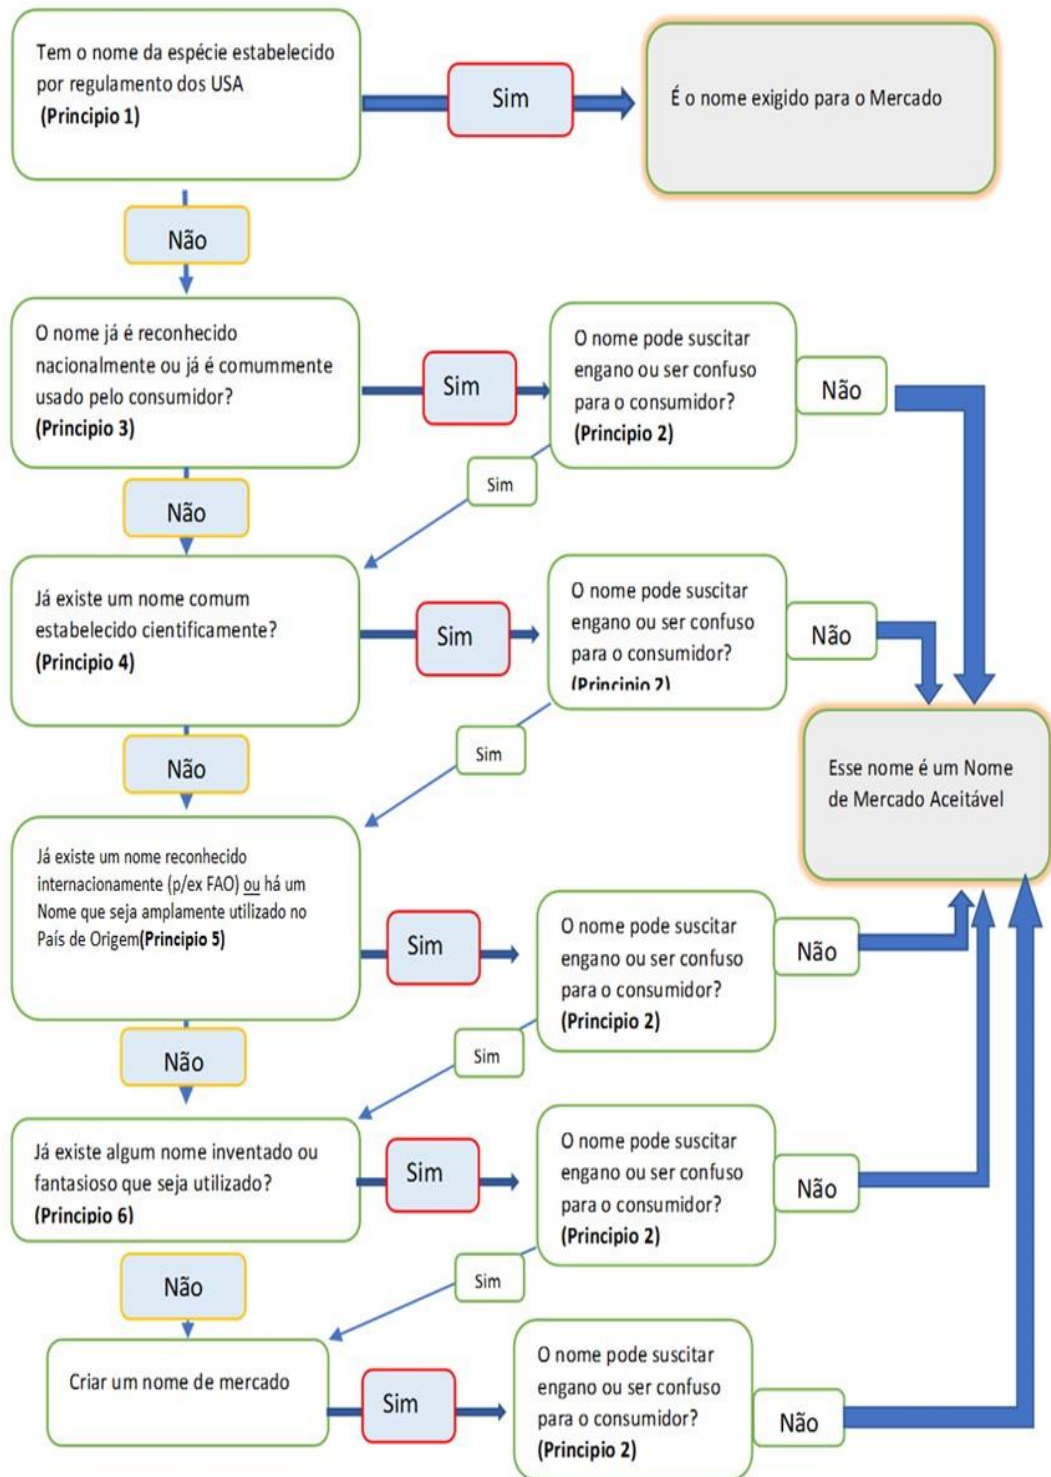 Tem o nome da espécie estabelecido
por regulamento dos USA
(Principio 1)
Sim
É o nome exigido para o Mercado
Não
O nome já é reconhecido
nacionalmente ou já é comummente
usado pelo consumidor?
(Principio 3)
Sim
O nome pode suscitar
engano ou ser confuso
para o consumidor?
(Principio 2)
Não
Sim
Não
Já existe um nome comum
estabelecido cientificamente?
(Principio 4)
Sim
O nome pode suscitar
engano ou ser confuso
para o consumidor?
(Principio 2)
Não
Sim
Não
Esse nome é um Nome
de Mercado Aceitável
Já existe um nome reconhecido
internacionamente (p/ex FAO) ou há um
Nome que seja amplamente utilizado no
País de Origem(Principio 5)
Sim
O nome pode suscitar
engano ou ser confuso
para o consumidor?
(Principio 2)
Não
Sim
Não
Já existe algum nome inventado ou
fantasioso que seja utilizado?
(Principio 6)
Sim
O nome pode suscitar
engano ou ser confuso
para o consumidor?
(Principio 2)
Não
Sim
Não
Criar um nome de mercado
Sim
O nome pode suscitar
engano ou ser confuso
para o consumidor?
(Principio 2)
Não